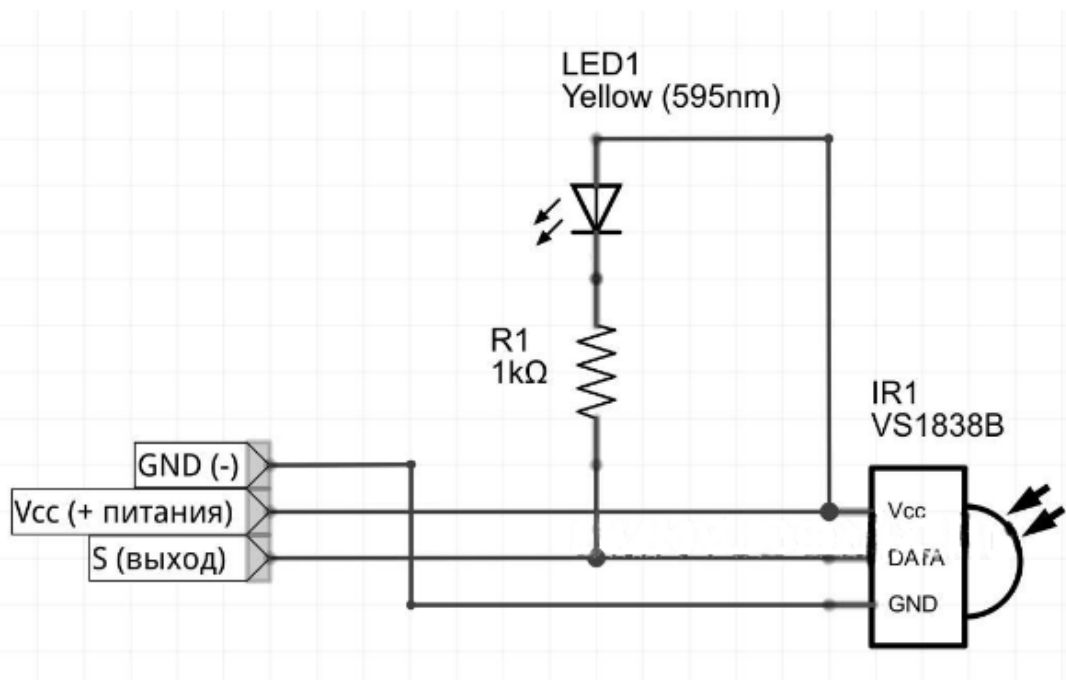 LED1
Yellow (595nm)
R1
1kΩ
IR1
VS1838B
GND (-)
Vcc (+ питания)
S (выход)
Vcc
DATA
GND